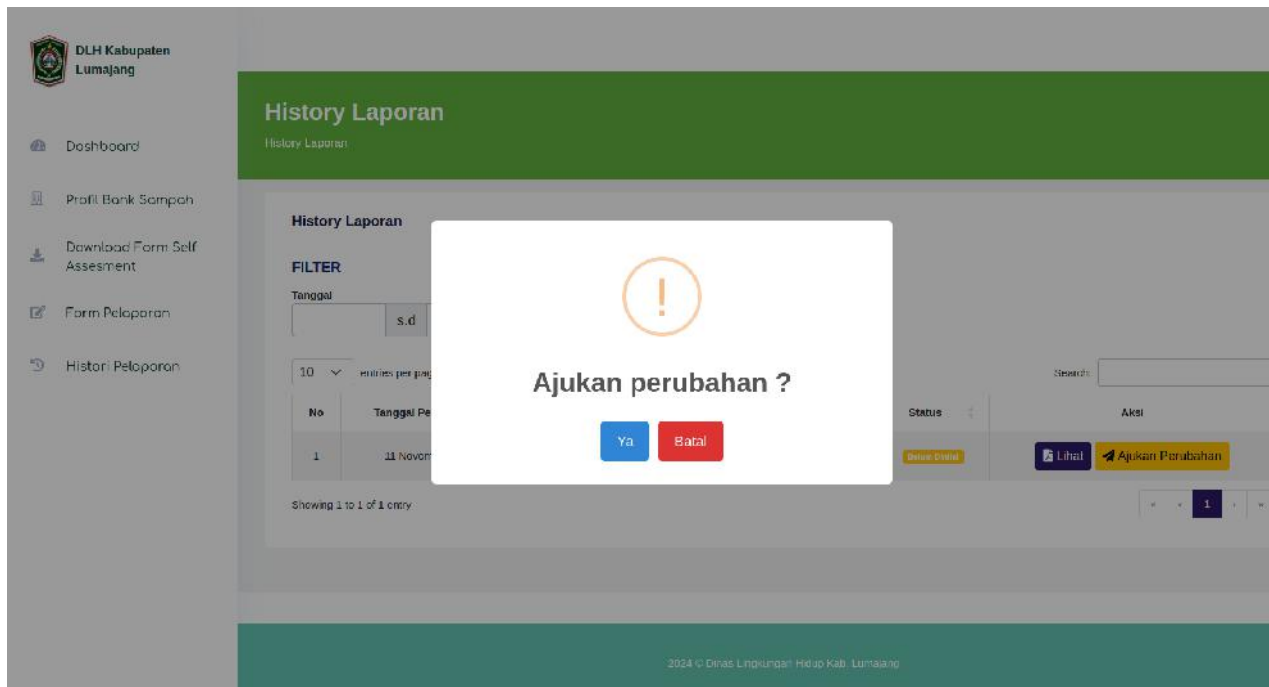 DLH Kabupaten
Lumajang
Dashboard
Profil Bank Sampah
Download Form Self
Assesment
Form Pelaporan
Histori Pelaporan
History Laporan
History Laporan
History Laporan
FILTER
Tanggal
s.d
10 entries per pag
Search:
No Tanggal Pe Status Aksi
1 11 Novem Lihat Ajukan Perubahan
Showing 1 to 1 of 1 entry
« ‹ 1 › »
Ajukan perubahan ?
Ya Batal
2024 © Dinas Lingkungan Hidup Kab. Lumajang